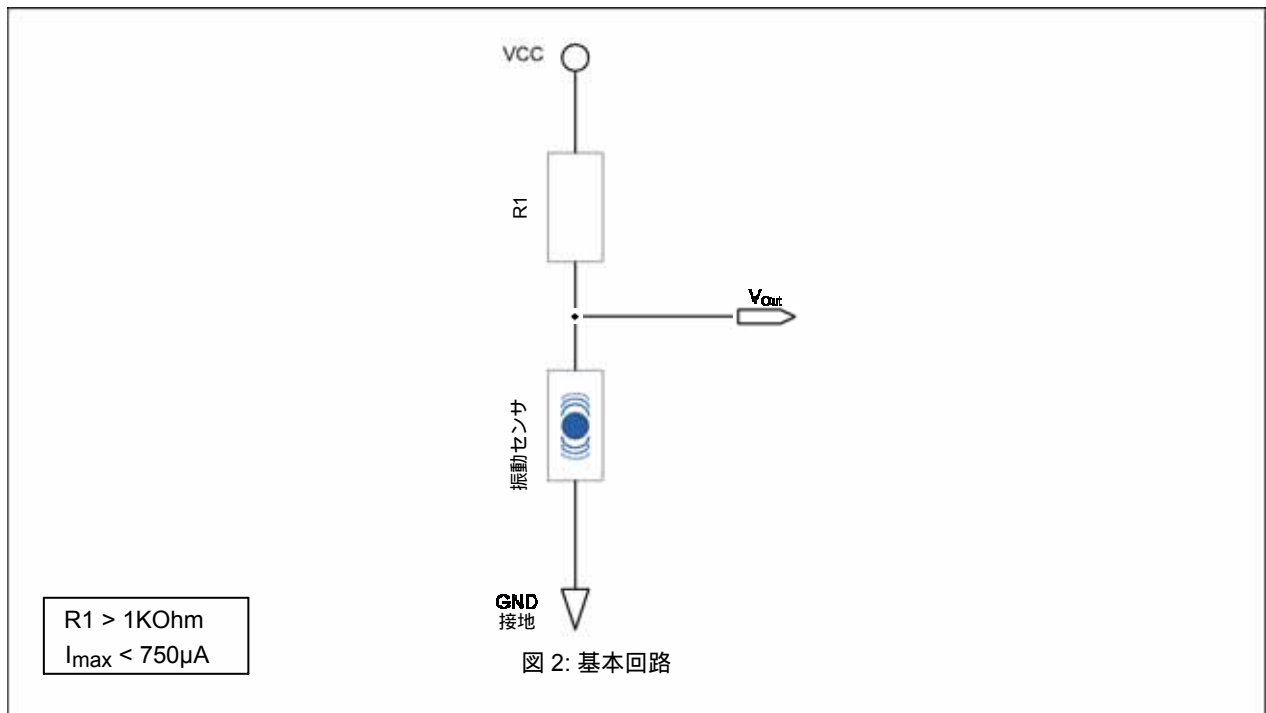 VCC
R1
VOut
振動センサ
GND
接地
R1 > 1KOhm
Imax < 750µA
図 2: 基本回路